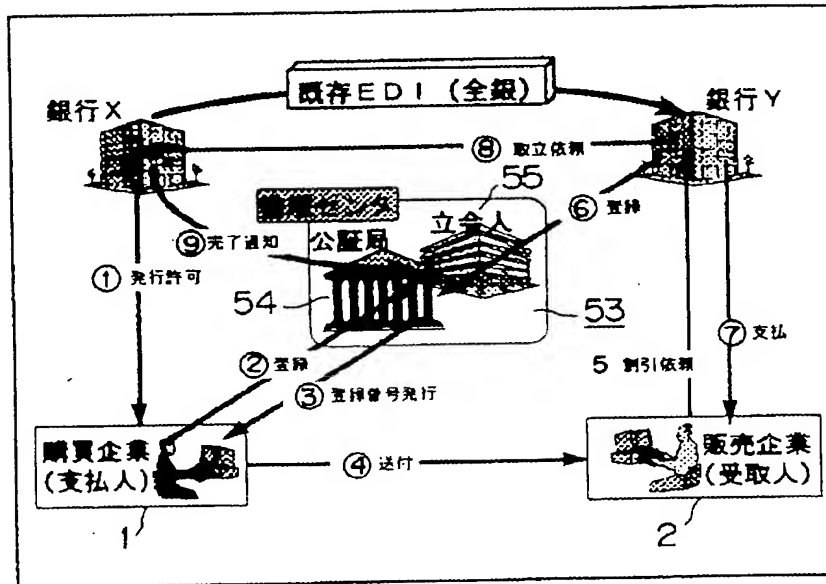 既存EDI (全銀)
銀行X
銀行Y
⑧ 取立依頼
55
センタ
立会人
⑥ 登録
⑨完了通知
公証局
① 発行許可
54
53
② 登録
③ 登録番号発行
5 割引依頼
⑦ 支払
購買企業
(支払人)
④ 送付
販売企業
(受取人)
1
2